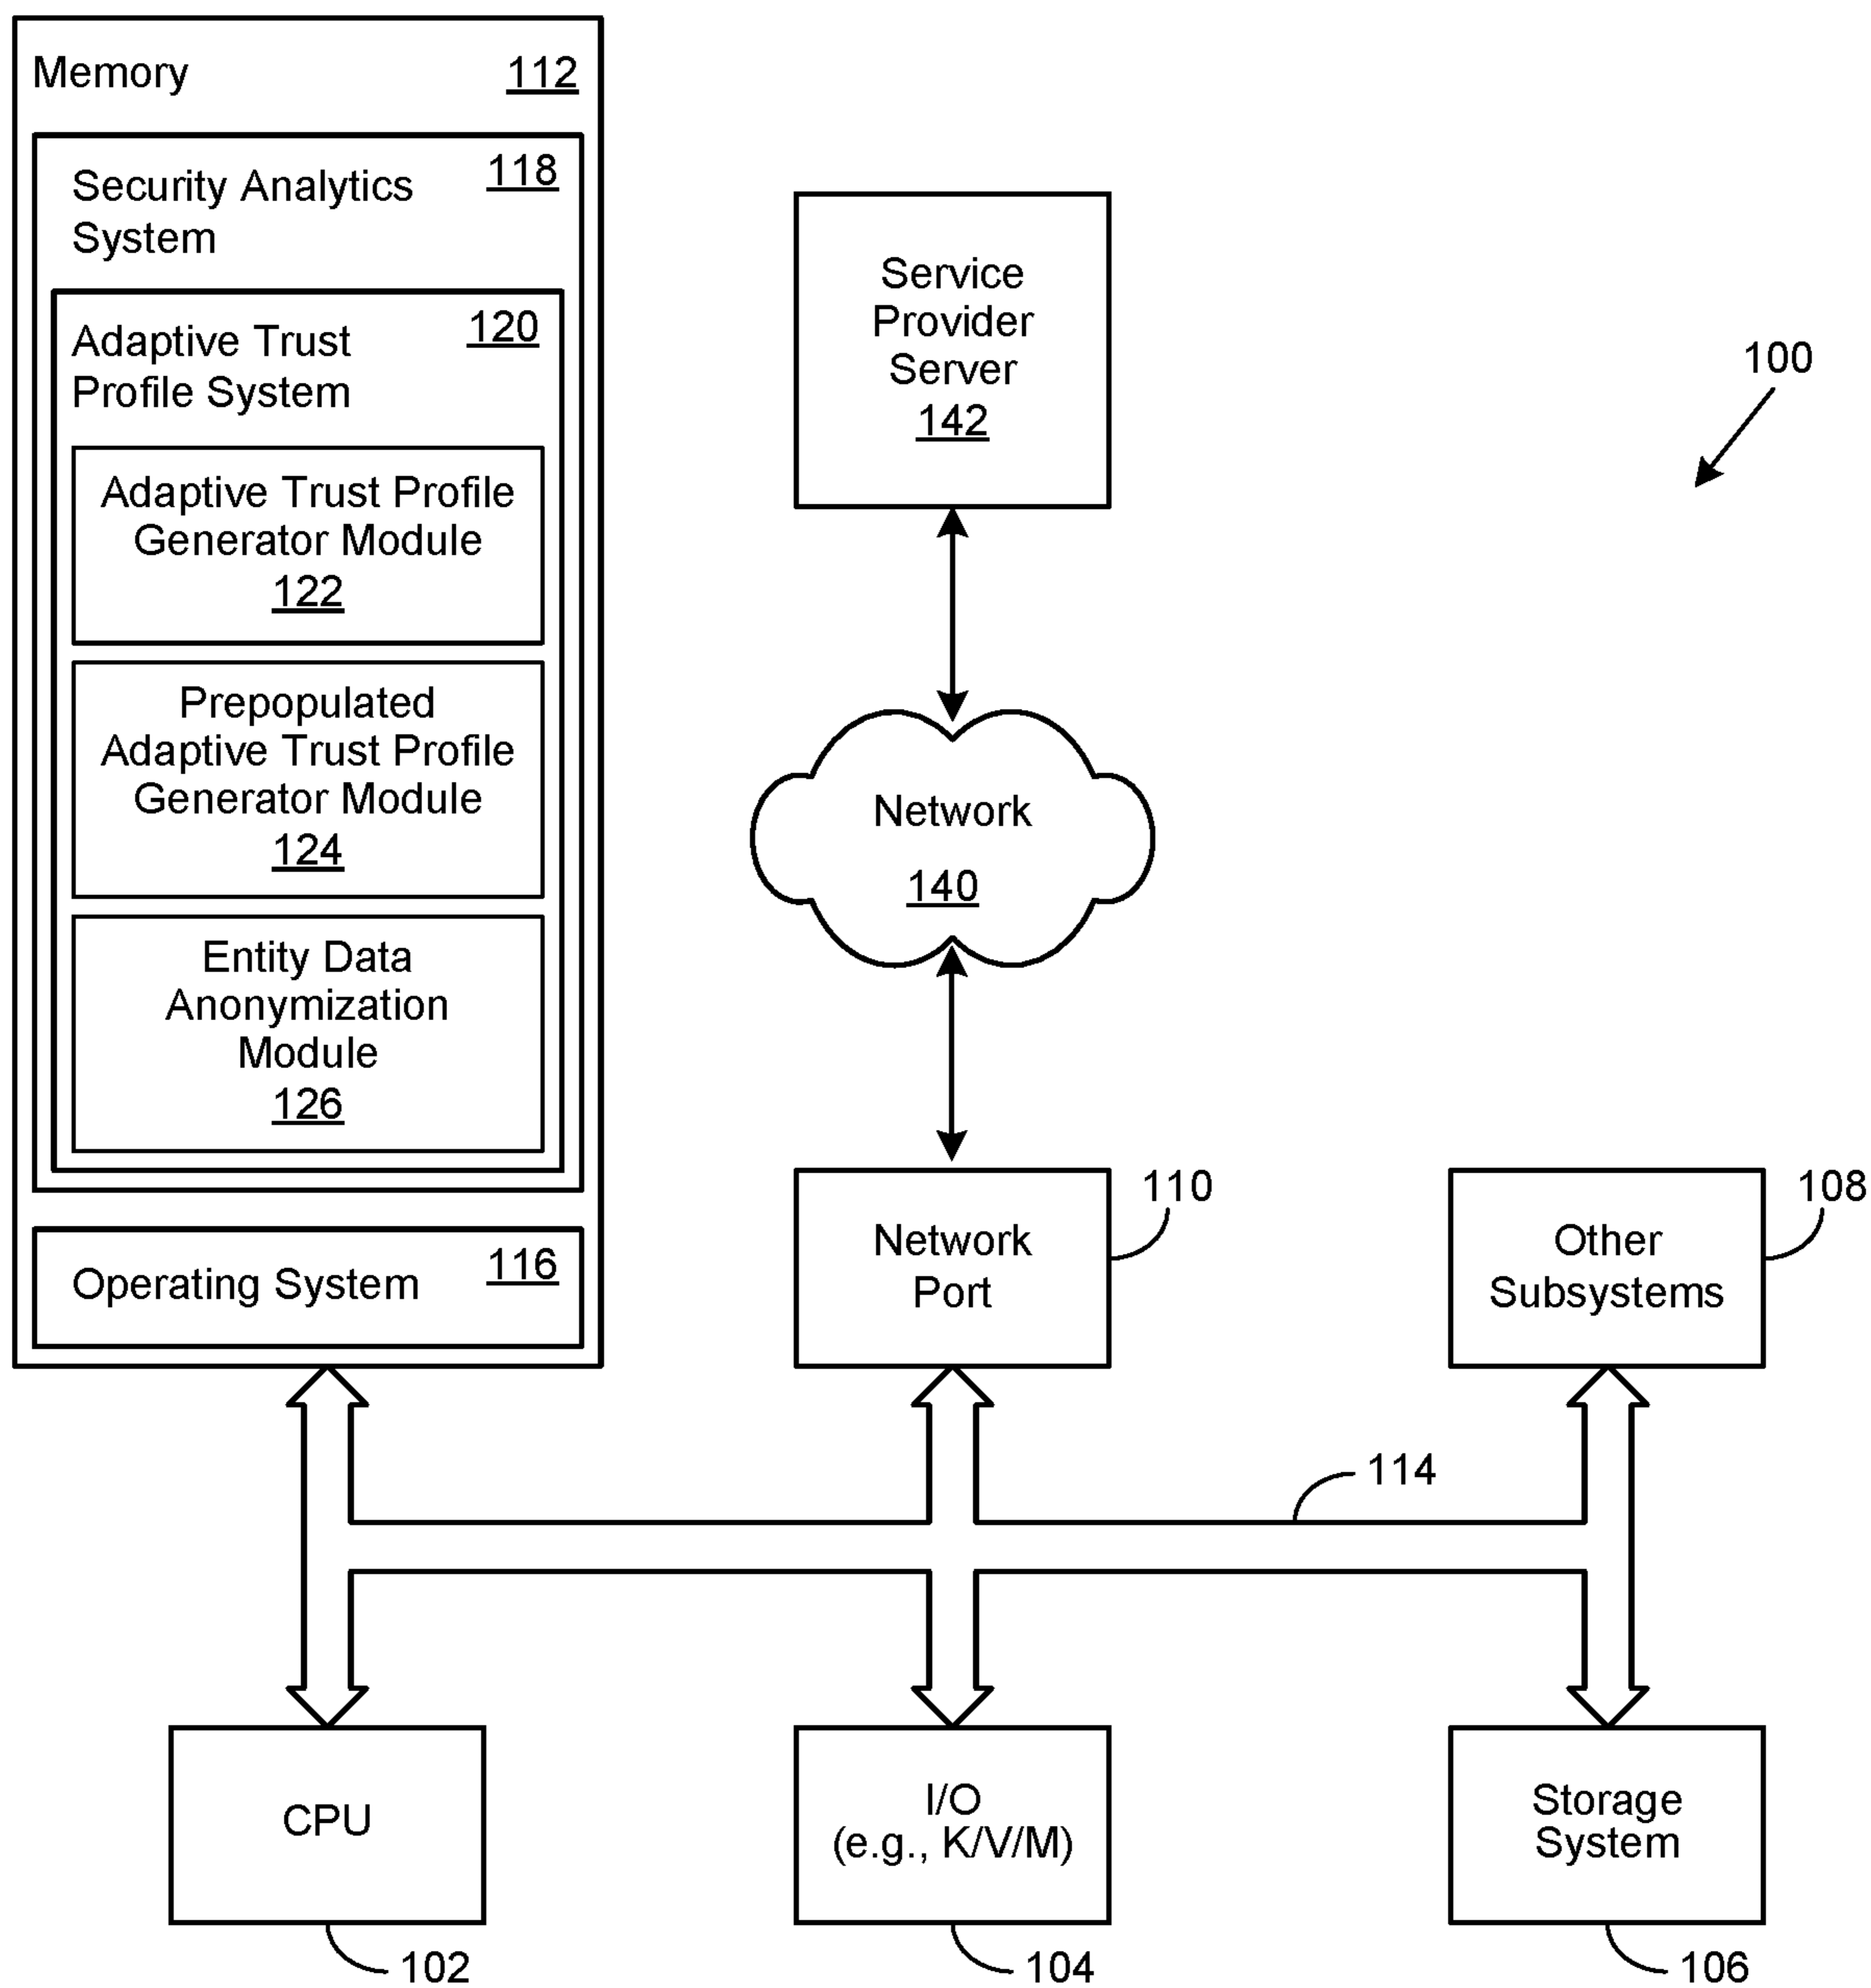 Memory 112
Security Analytics 118
System
Adaptive Trust 120
Profile System
Adaptive Trust Profile
Generator Module
122
Prepopulated
Adaptive Trust Profile
Generator Module
124
Entity Data
Anonymization
Module
126
Operating System 116
Service
Provider
Server
142
100
Network
140
Network
Port
110
Other
Subsystems
108
114
CPU
102
I/O
(e.g., K/V/M)
104
Storage
System
106